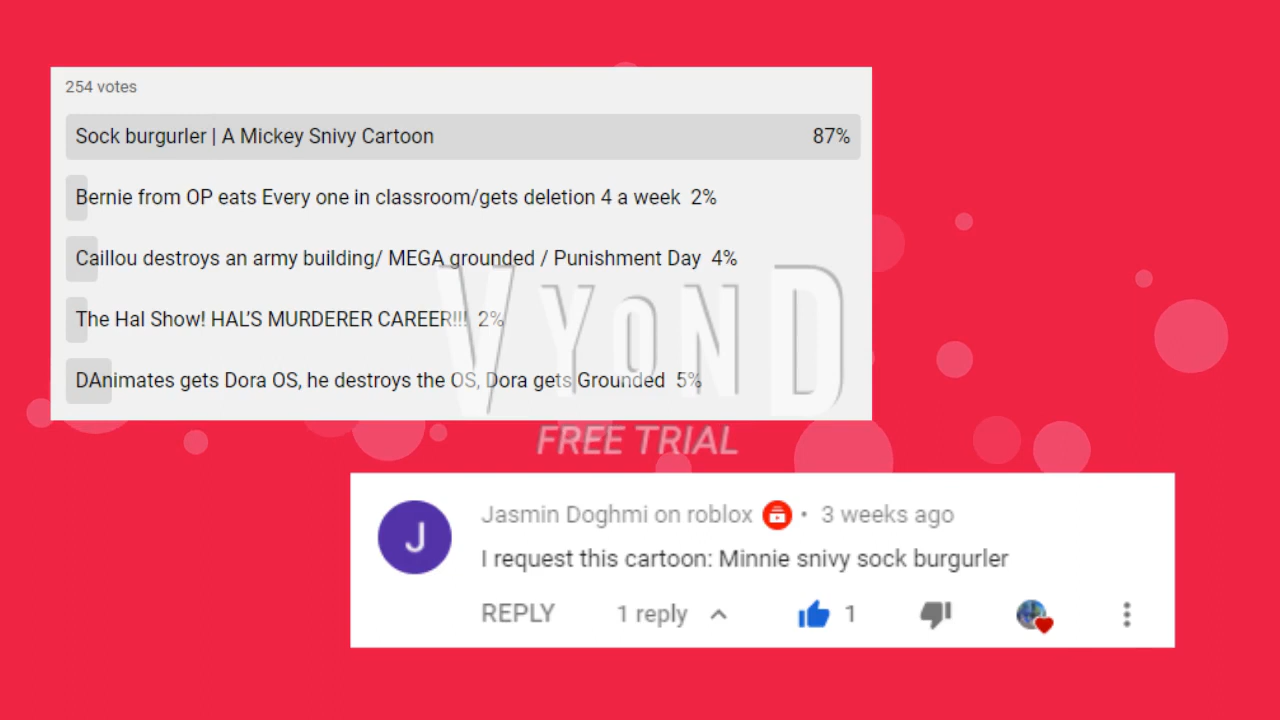 254 votes
Sock burgurler | A Mickey Snivy Cartoon 87%
Bernie from OP eats Every one in classroom/gets deletion 4 a week 2%
Caillou destroys an army building/ MEGA grounded / Punishment Day 4%
The Hal Show! HAL'S MURDERER CAREER!!! 2%
DAnimates gets Dora OS, he destroys the OS, Dora gets Grounded 5%
VYOND
FREE TRIAL
J
Jasmin Doghmi on roblox • 3 weeks ago
I request this cartoon: Minnie snivy sock burgurler
REPLY 1 reply 1